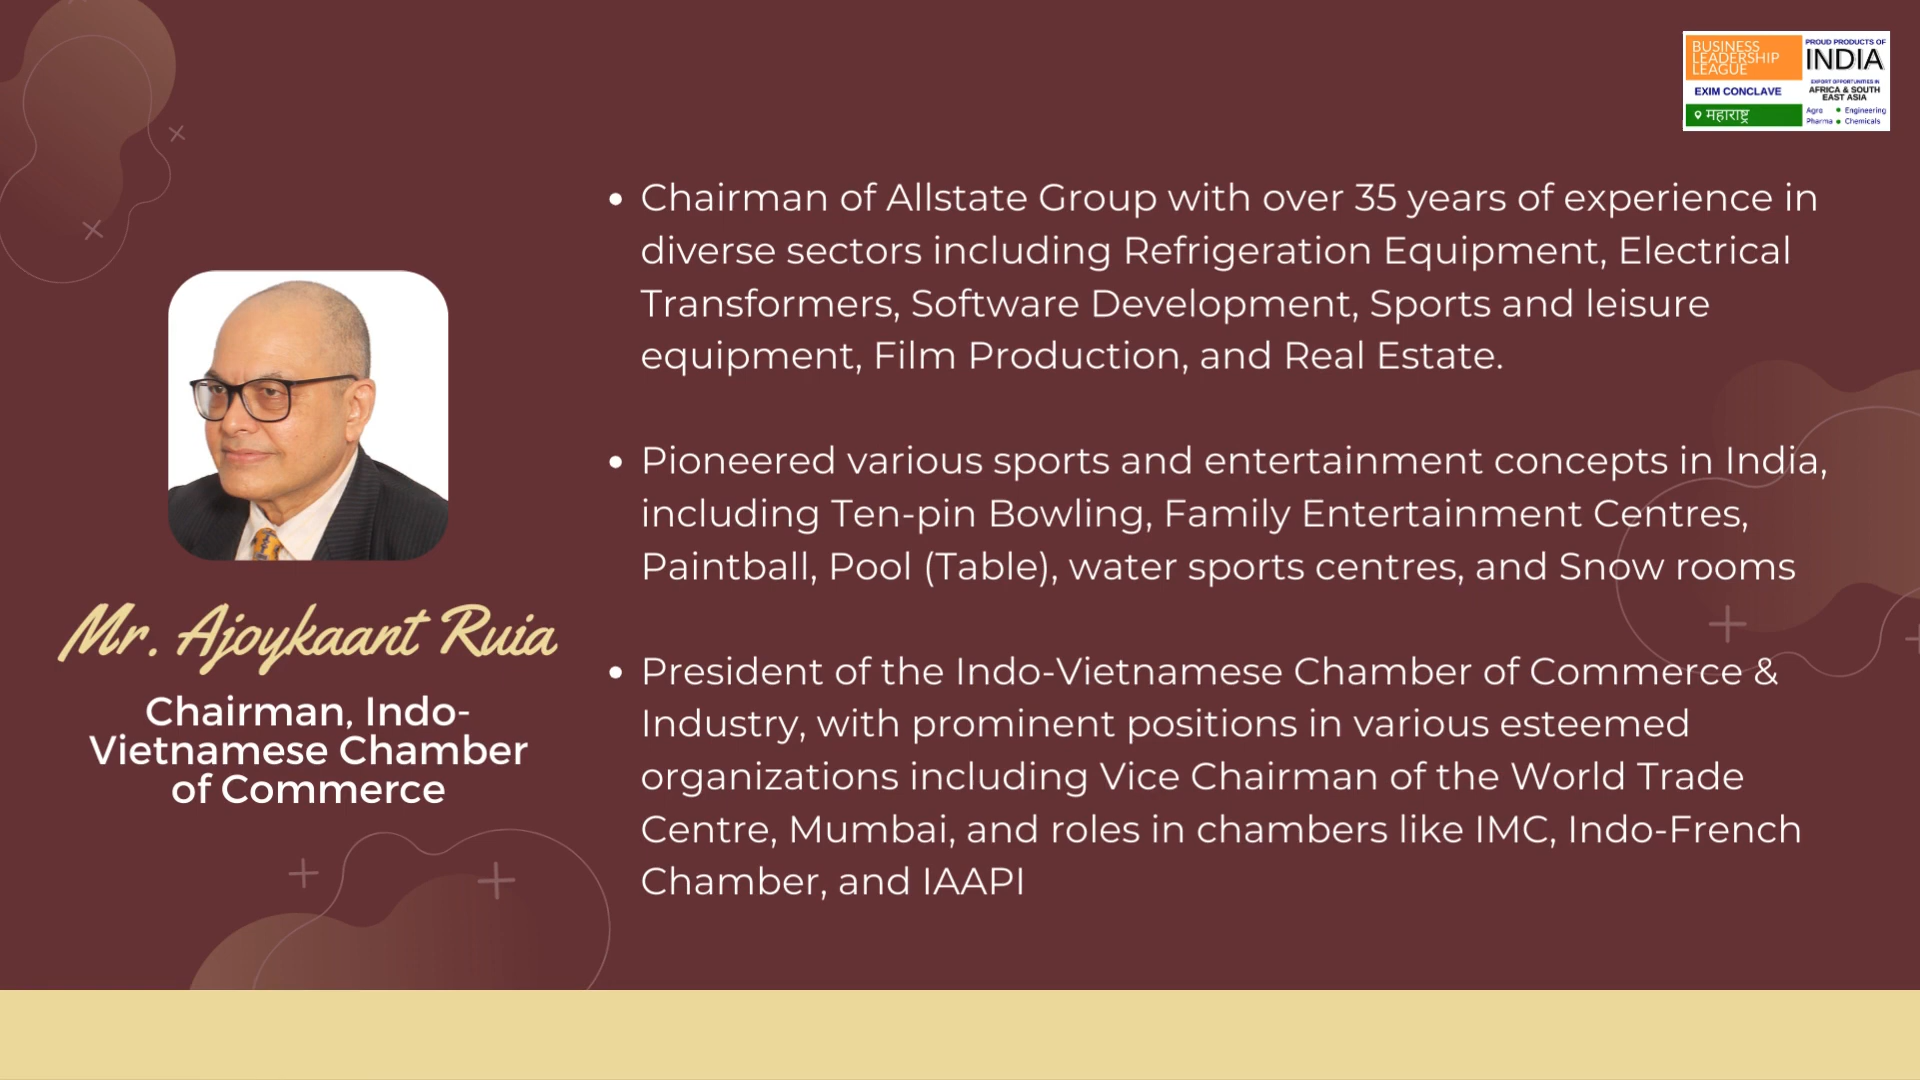 BUSINESS
LEADERSHIP
LEAGUE
EXIM CONCLAVE
महाराष्ट्र
PROUD PRODUCTS OF
INDIA
EXPORT OPPORTUNITIES IN
AFRICA & SOUTH
EAST ASIA
Agro • Engineering
Pharma • Chemicals
Mr. Ajoykaant Ruia
Chairman, Indo-
Vietnamese Chamber
of Commerce
• Chairman of Allstate Group with over 35 years of experience in
diverse sectors including Refrigeration Equipment, Electrical
Transformers, Software Development, Sports and leisure
equipment, Film Production, and Real Estate.
• Pioneered various sports and entertainment concepts in India,
including Ten-pin Bowling, Family Entertainment Centres,
Paintball, Pool (Table), water sports centres, and Snow rooms
• President of the Indo-Vietnamese Chamber of Commerce &
Industry, with prominent positions in various esteemed
organizations including Vice Chairman of the World Trade
Centre, Mumbai, and roles in chambers like IMC, Indo-French
Chamber, and IAAPI